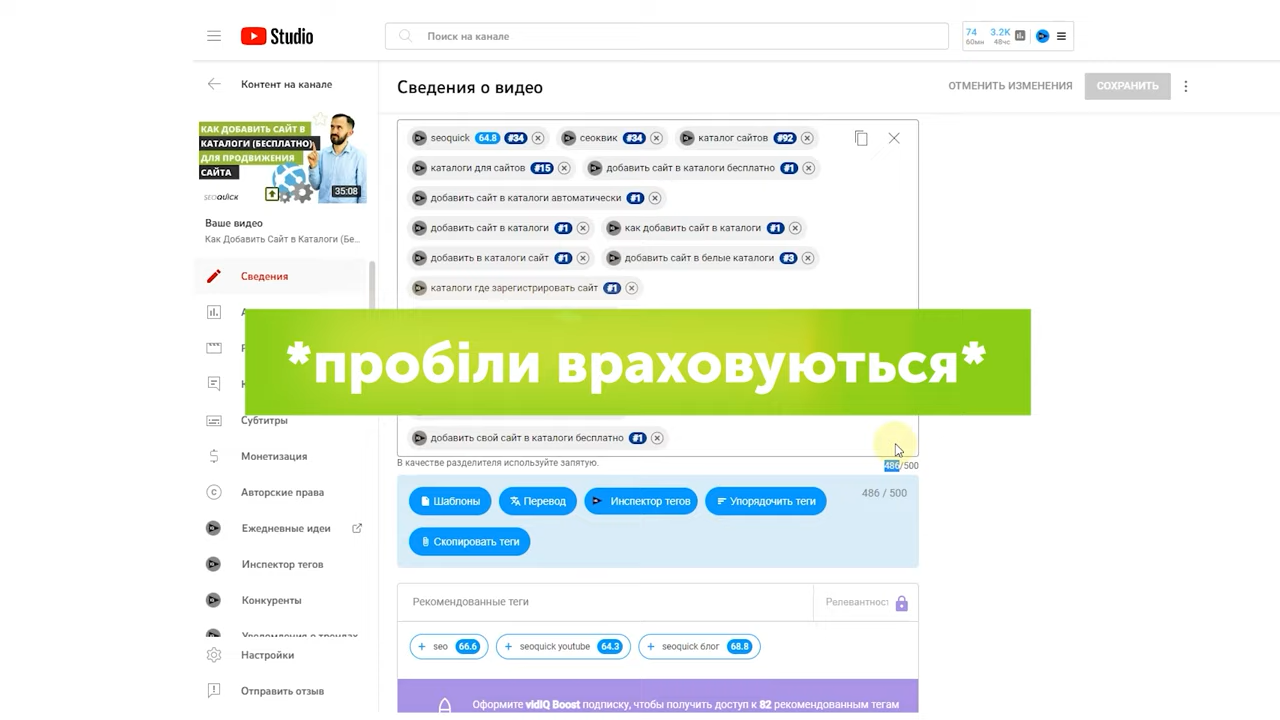 Studio
Поиск на канале
74 3.2K
60мн 48чс
Контент на канале
Сведения о видео
ОТМЕНИТЬ ИЗМЕНЕНИЯ
СОХРАНИТЬ
КАК ДОБАВИТЬ САЙТ В
КАТАЛОГИ (БЕСПЛАТНО)
ДЛЯ ПРОДВИЖЕНИЯ
САЙТА
SEOQUICK
35:08
Ваше видео
Как Добавить Сайт в Каталоги (Бе...
Сведения
Субтитры
Монетизация
Авторские права
Ежедневные идеи
Инспектор тегов
Конкуренты
Уведомления о трендах
Настройки
Отправить отзыв
seoquick 64.8 #34
сеоквик #34
каталог сайтов #92
каталоги для сайтов #15
добавить сайт в каталоги бесплатно #1
добавить сайт в каталоги автоматически #1
добавить сайт в каталоги #1
как добавить сайт в каталоги #1
добавить в каталоги сайт #1
добавить сайт в белые каталоги #3
каталоги где зарегистрировать сайт #1
*пробіли враховуються*
добавить свой сайт в каталоги бесплатно #1
В качестве разделителя используйте запятую.
486/500
Шаблоны
Перевод
Инспектор тегов
Упорядочить теги
486 / 500
Скопировать теги
Рекомендованные теги
Релевантност
+ seo 66.6
+ seoquick youtube 64.3
+ seoquick блог 68.8
Оформите vidIQ Boost подписку, чтобы получить доступ к 82 рекомендованным тегам